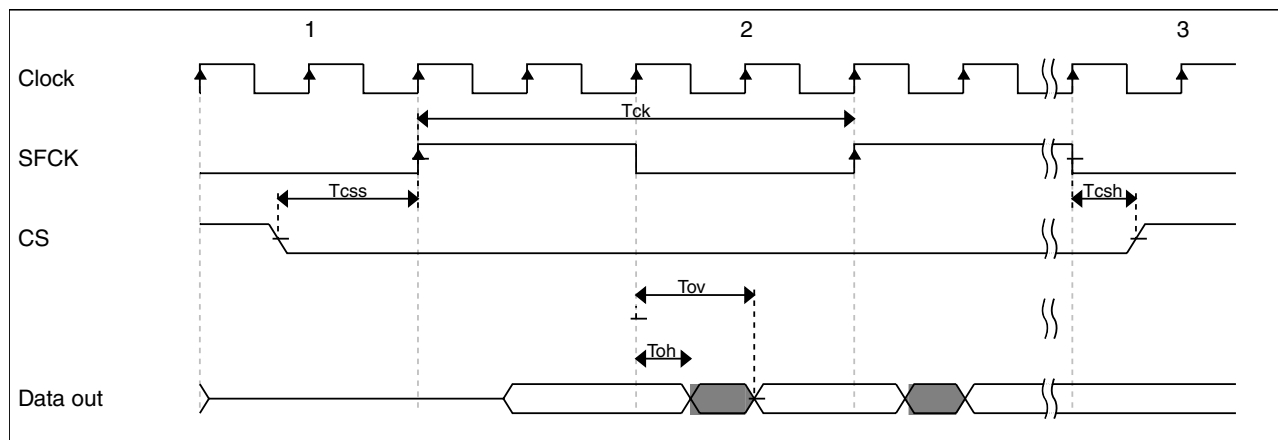 1 2 3
Clock
Tck
SFCK
Tcss Tcsh
CS
Tov
Toh
Data out